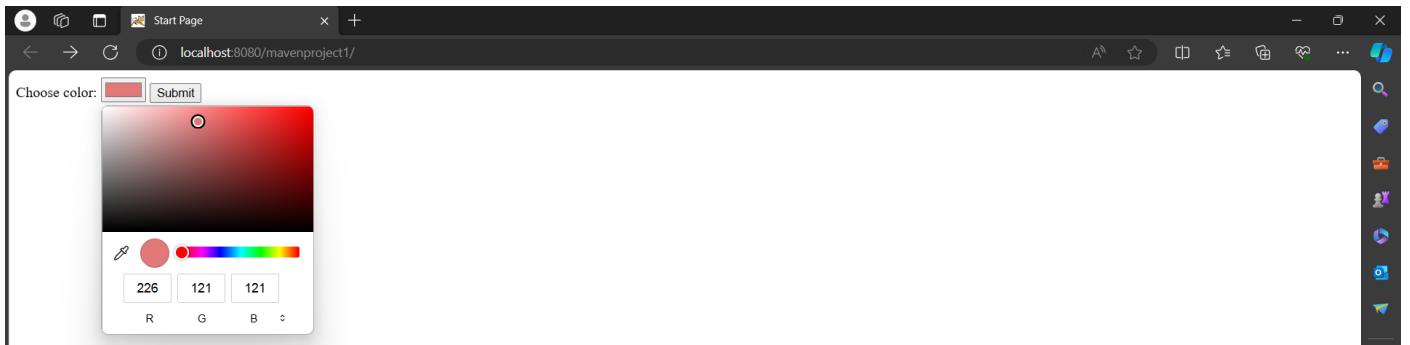 Start Page
localhost:8080/mavenproject1/
Choose color: Submit
226 121 121
R G B